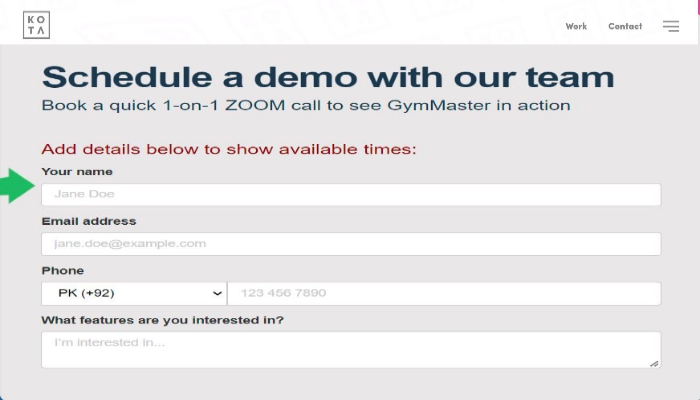 KO
TA
Work
Contact
Schedule a demo with our team
Book a quick 1-on-1 ZOOM call to see GymMaster in action
Add details below to show available times:
Your name
Jane Doe
Email address
jane.doe@example.com
Phone
PK (+92)
123 456 7890
What features are you interested in?
I'm interested in...